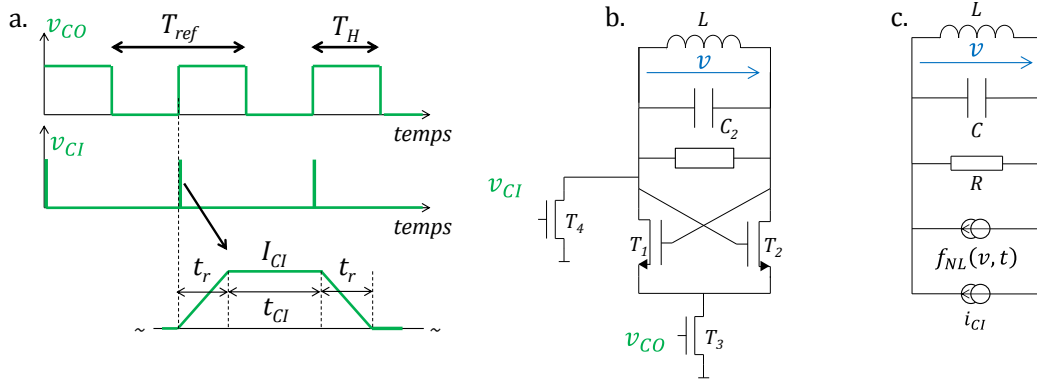 a.
v_CO
T_ref
T_H
temps
v_CI
temps
I_CI
t_r
t_r
t_CI
~
~
b.
L
v
C_2
v_CI
T_4
T_1
T_2
v_CO
T_3
c.
L
v
C
R
f_NL(v, t)
i_CI